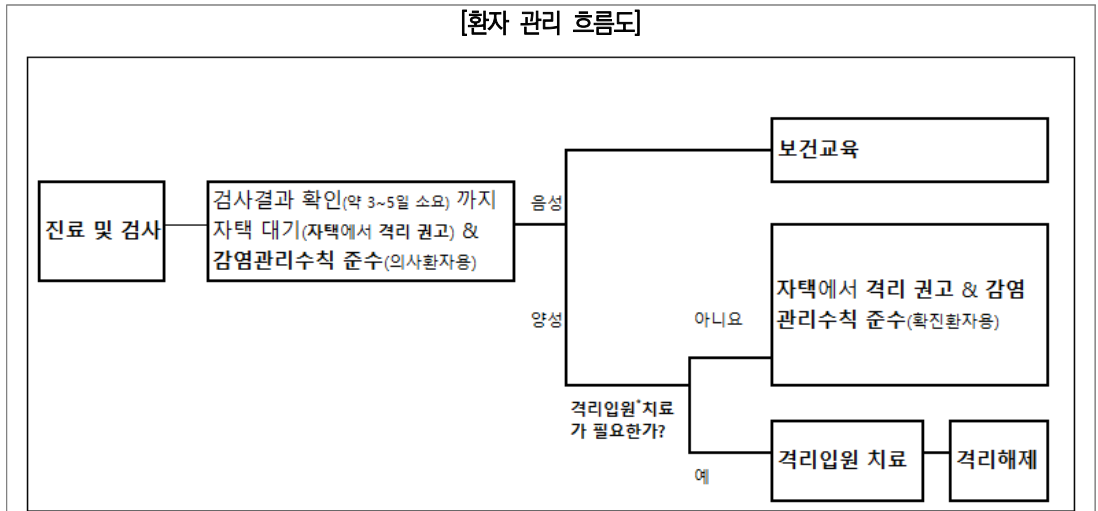 [환자 관리 흐름도]
진료 및 검사
검사결과 확인(약 3~5일 소요) 까지
자택 대기(자택에서 격리 권고) &
감염관리수칙 준수(의사환자용)
음성
보건교육
양성
격리입원*치료
가 필요한가?
아니요
자택에서 격리 권고 & 감염
관리수칙 준수(확진환자용)
예
격리입원 치료
격리해제